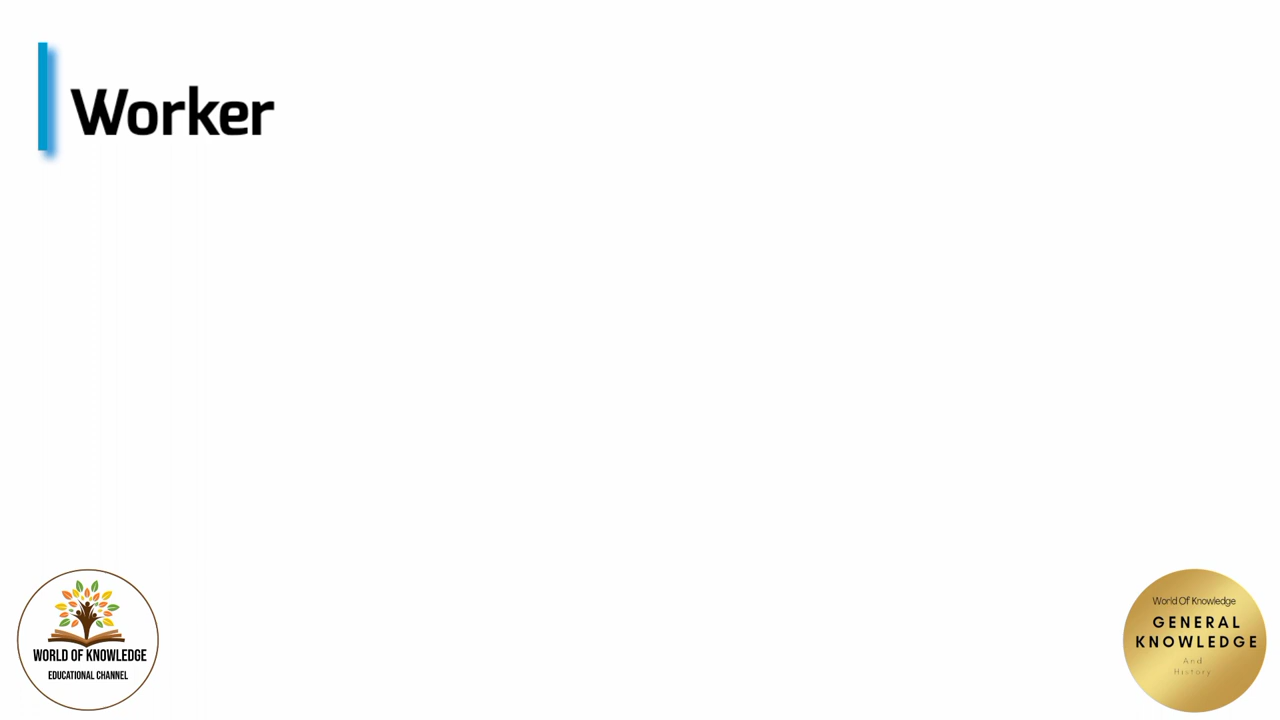 Worker
WORLD OF KNOWLEDGE
EDUCATIONAL CHANNEL
World Of Knowledge
GENERAL
KNOWLEDGE
And
History